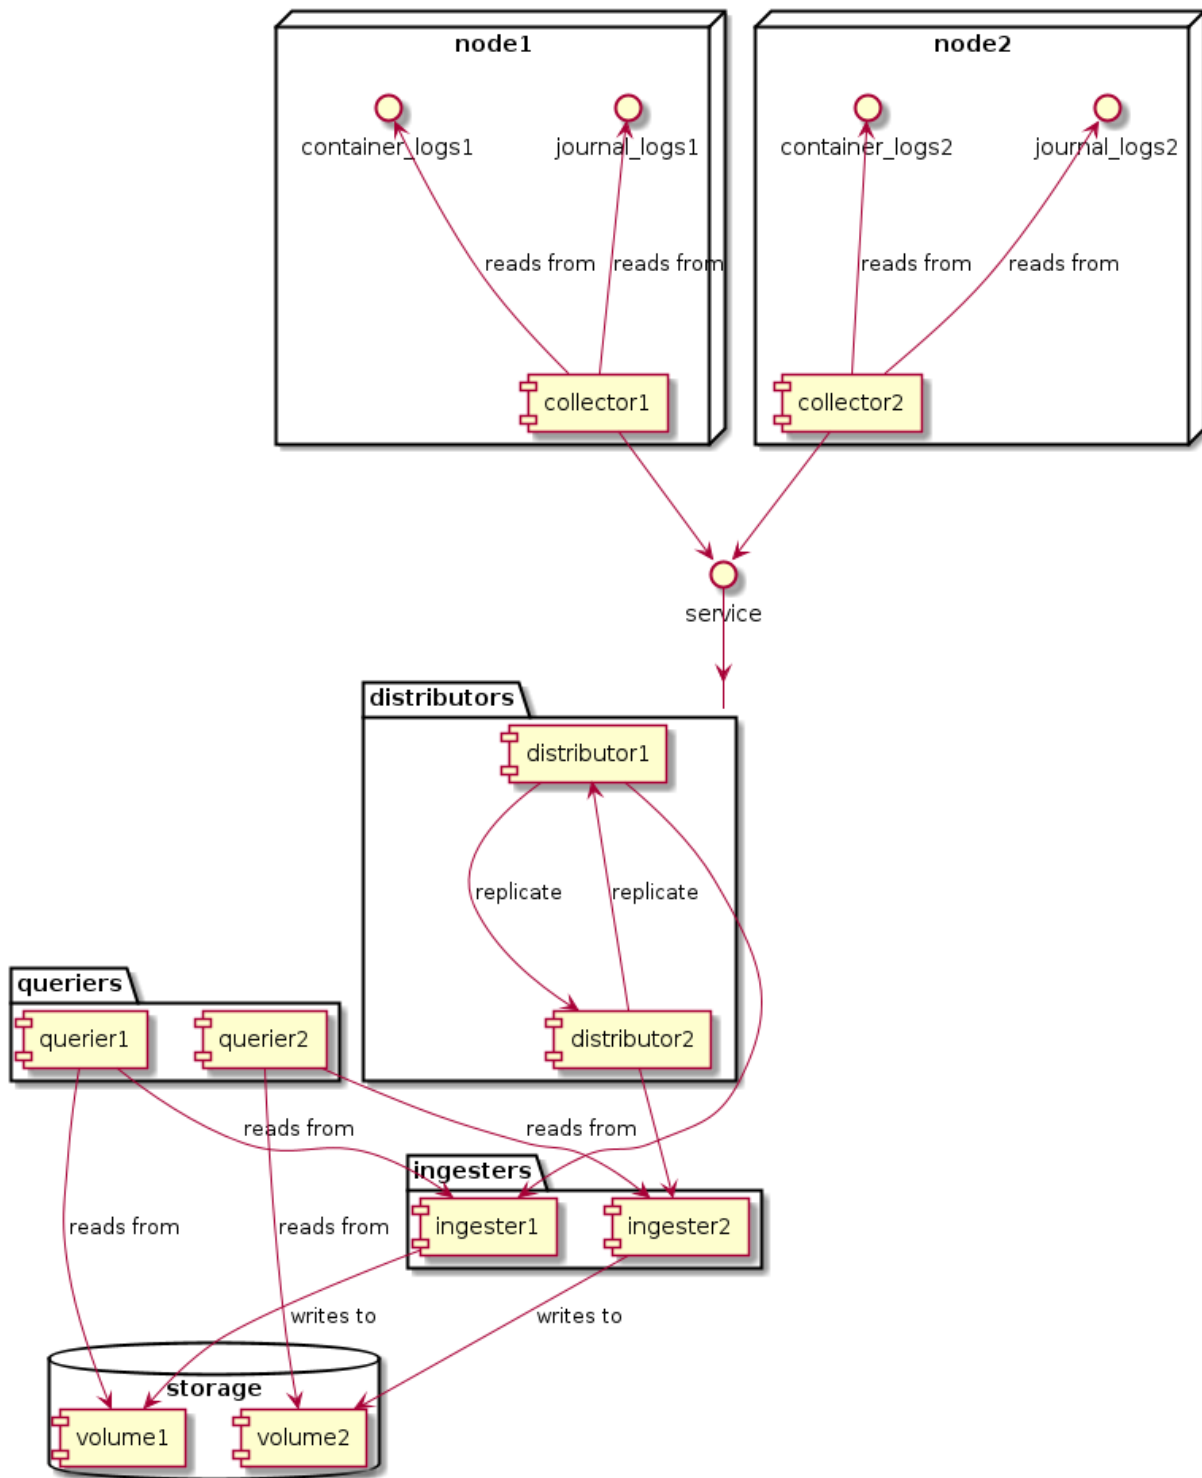 node1
node2
container_logs1
journal_logs1
container_logs2
journal_logs2
reads from
reads from
reads from
reads from
collector1
collector2
service
distributors
distributor1
replicate
replicate
queriers
querier1
querier2
distributor2
reads from
reads from
ingesters
ingester1
ingester2
reads from
reads from
writes to
writes to
storage
volume1
volume2